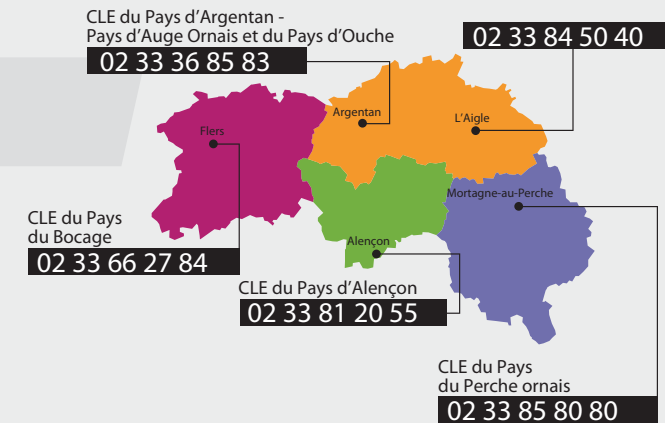 CLE du Pays d'Argentan -
Pays d'Auge Ornais et du Pays d'Ouche
02 33 36 85 83
02 33 84 50 40
Argentan
L'Aigle
Flers
Mortagne-au-Perche
CLE du Pays
du Bocage
02 33 66 27 84
Alençon
CLE du Pays d'Alençon
02 33 81 20 55
CLE du Pays
du Perche ornais
02 33 85 80 80